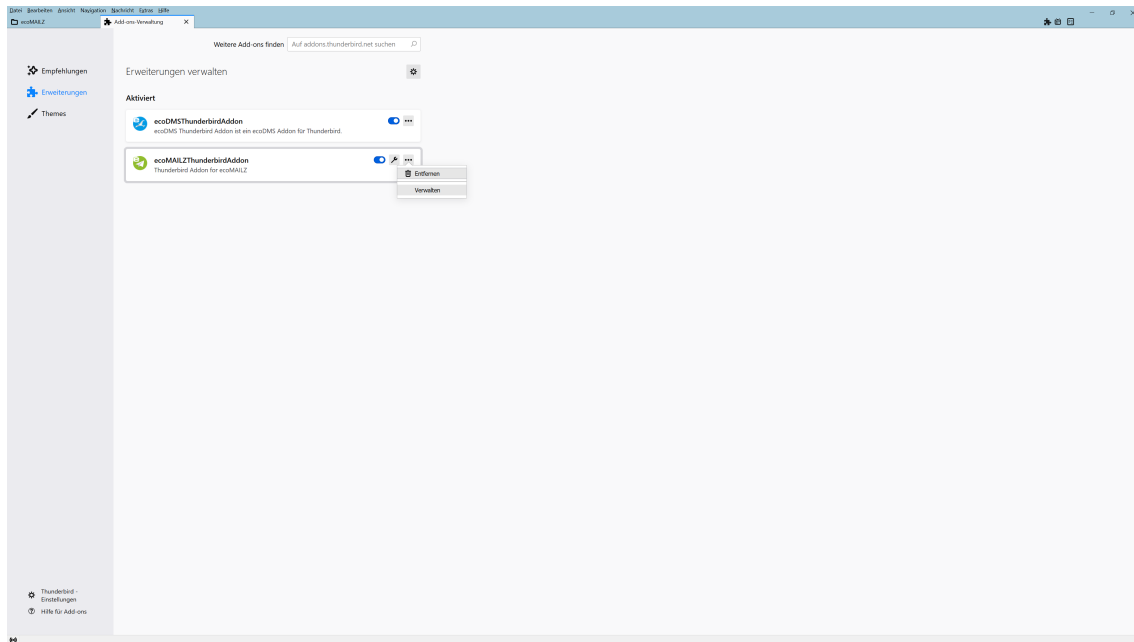 Datei Bearbeiten Ansicht Navigation Nachricht Extras Hilfe
ecoMAILZ
Add-ons-Verwaltung
Weitere Add-ons finden
Auf addons.thunderbird.net suchen
Empfehlungen
Erweiterungen
Themes
Erweiterungen verwalten
Aktiviert
ecoDMSThunderbirdAddon
ecoDMS Thunderbird Addon ist ein ecoDMS Addon für Thunderbird.
ecoMAILZThunderbirdAddon
Thunderbird Addon for ecoMAILZ
Entfernen
Verwalten
Thunderbird -
Einstellungen
Hilfe für Add-ons